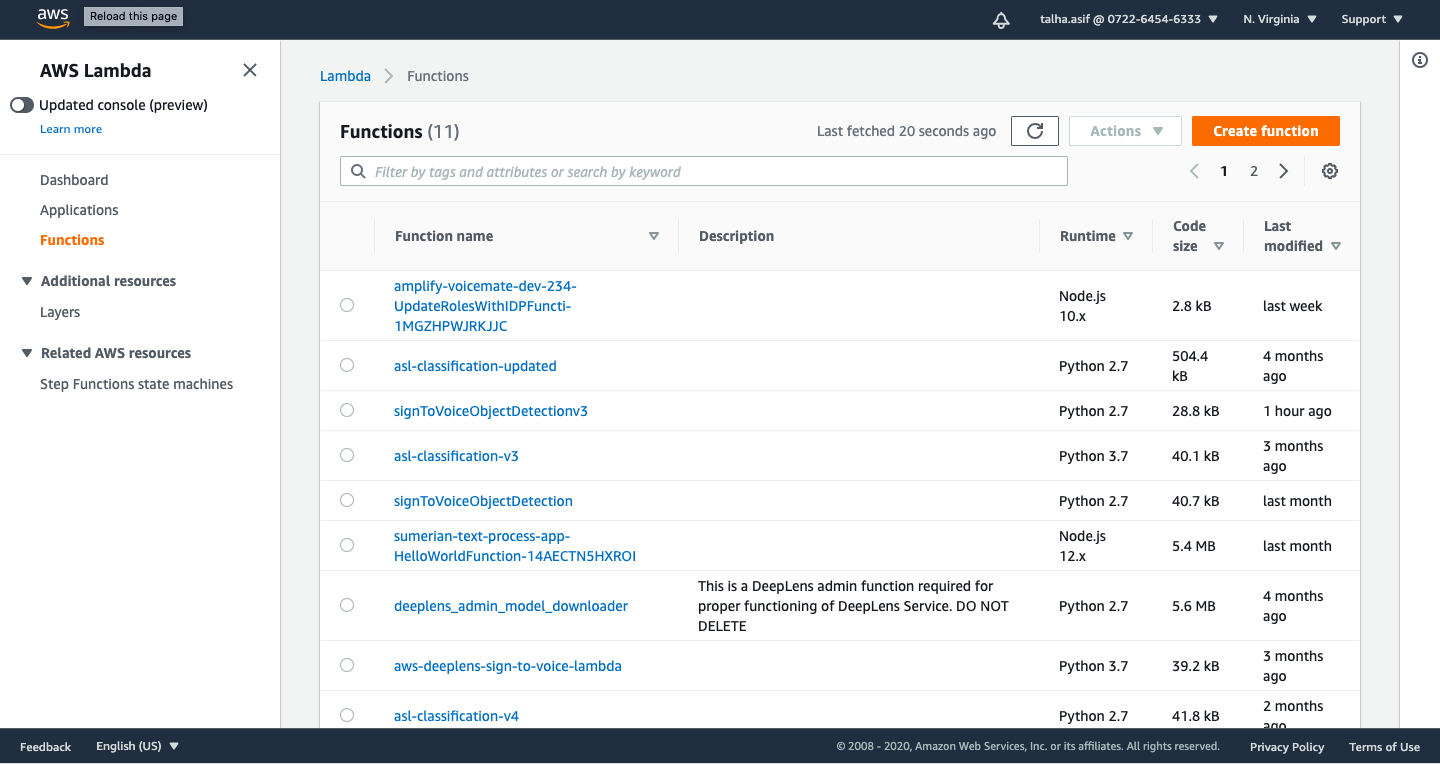 aws
Reload this page
talha.asif @ 0722-6454-6333
N. Virginia
Support
AWS Lambda
Updated console (preview)
Learn more
Dashboard
Applications
Functions
Additional resources
Layers
Related AWS resources
Step Functions state machines
Lambda
Functions
Functions (11)
Last fetched 20 seconds ago
Actions
Create function
Filter by tags and attributes or search by keyword
1
2
Function name
Description
Runtime
Code
size
Last
modified
amplify-voicemate-dev-234-
UpdateRolesWithIDPFuncti-
1MGZHPWJRKJJC
Node.js
10.x
2.8 kB
last week
asl-classification-updated
Python 2.7
504.4
kB
4 months
ago
signToVoiceObjectDetectionv3
Python 2.7
28.8 kB
1 hour ago
asl-classification-v3
Python 3.7
40.1 kB
3 months
ago
signToVoiceObjectDetection
Python 2.7
40.7 kB
last month
sumerian-text-process-app-
HelloWorldFunction-14AECTN5HXROI
Node.js
12.x
5.4 MB
last month
deeplens_admin_model_downloader
This is a DeepLens admin function required for
proper functioning of DeepLens Service. DO NOT
DELETE
Python 2.7
5.6 MB
4 months
ago
aws-deeplens-sign-to-voice-lambda
Python 3.7
39.2 kB
3 months
ago
asl-classification-v4
Python 2.7
41.8 kB
2 months
ago
Feedback
English (US)
© 2008 - 2020, Amazon Web Services, Inc. or its affiliates. All rights reserved.
Privacy Policy
Terms of Use